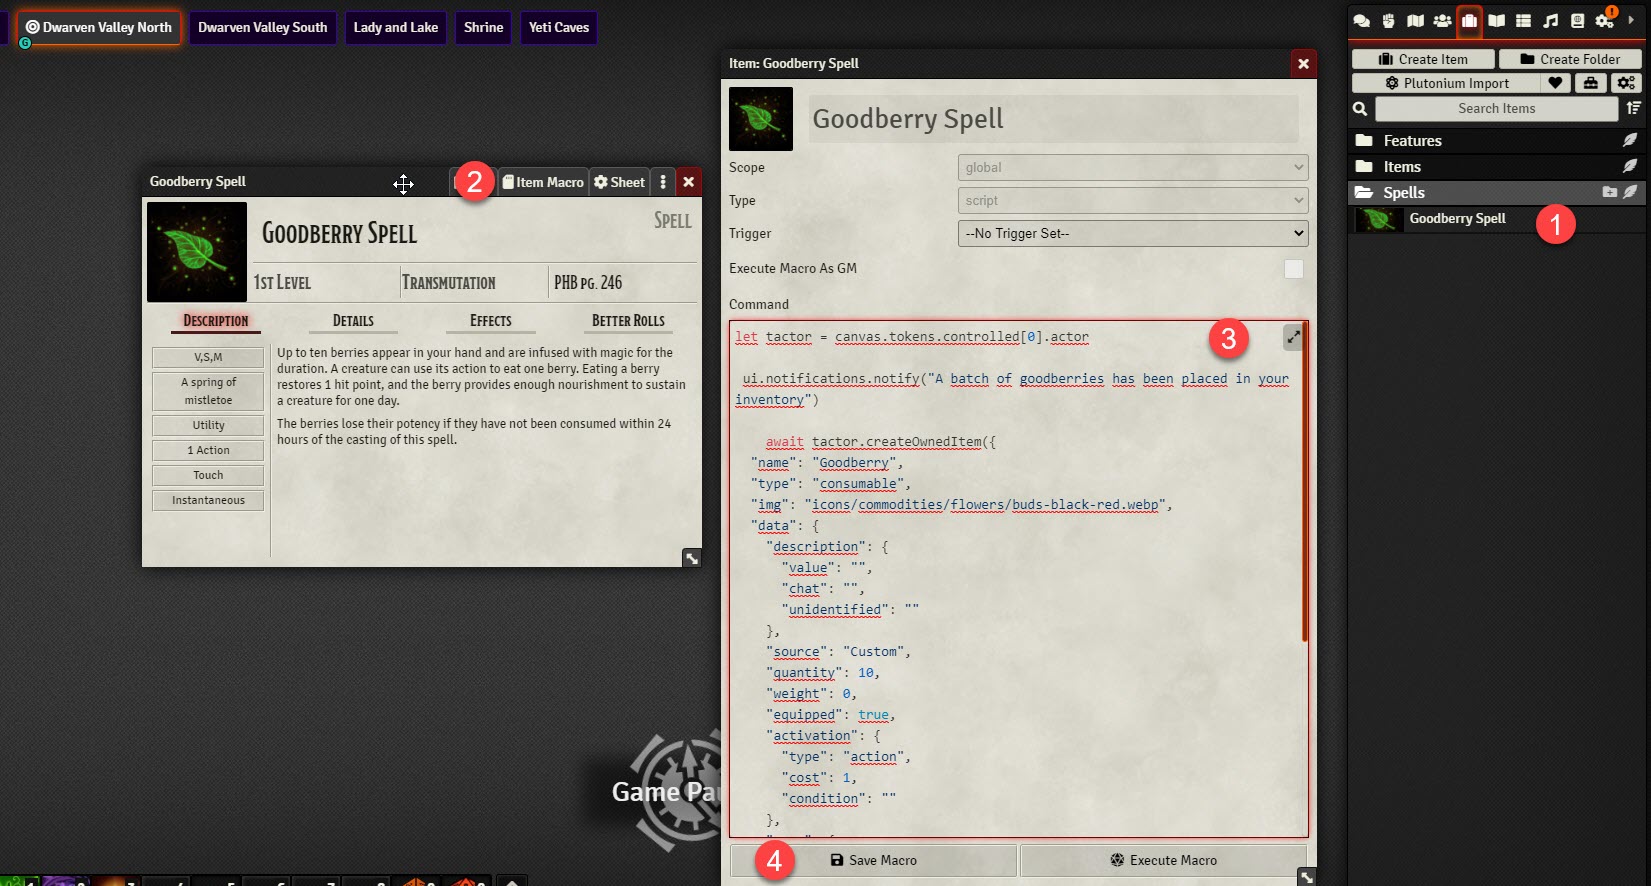 Dwarven Valley North
Dwarven Valley South
Lady and Lake
Shrine
Yeti Caves
G
Goodberry Spell
2
Item Macro
Sheet
Goodberry Spell
Spell
1st Level
Transmutation
PHB pg. 246
Description
Details
Effects
Better Rolls
V,S,M
A spring of
mistletoe
Utility
1 Action
Touch
Instantaneous
Up to ten berries appear in your hand and are infused with magic for the
duration. A creature can use its action to eat one berry. Eating a berry
restores 1 hit point, and the berry provides enough nourishment to sustain
a creature for one day.
The berries lose their potency if they have not been consumed within 24
hours of the casting of this spell.
Game Pau
Item: Goodberry Spell
Goodberry Spell
Scope
global
Type
script
Trigger
--No Trigger Set--
Execute Macro As GM
Command
3
let tactor = canvas.tokens.controlled[0].actor
ui.notifications.notify("A batch of goodberries has been placed in your
inventory")
await tactor.createOwnedItem({
"name": "Goodberry",
"type": "consumable",
"img": "icons/commodities/flowers/buds-black-red.webp",
"data": {
"description": {
"value": "",
"chat": "",
"unidentified": ""
},
"source": "Custom",
"quantity": 10,
"weight": 0,
"equipped": true,
"activation": {
"type": "action",
"cost": 1,
"condition": ""
},
4
Save Macro
Execute Macro
Create Item
Create Folder
Plutonium Import
Search Items
Features
Items
Spells
Goodberry Spell
1